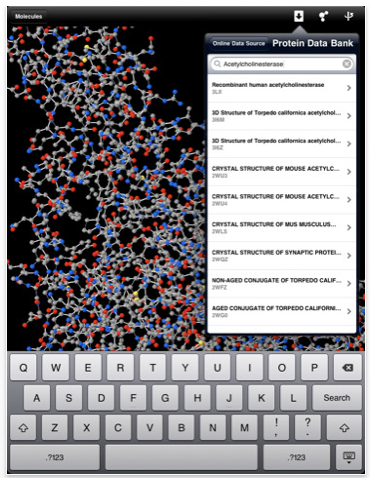 Molecules
Online Data Source
Protein Data Bank
Acetylcholinesterase
Recombinant human acetylcholinesterase
3LII
3D Structure of Torpedo californica acetylchol...
3I6M
3D Structure of Torpedo californica acetylchol...
3I6Z
CRYSTAL STRUCTURE OF MOUSE ACETYLC...
2WU3
CRYSTAL STRUCTURE OF MOUSE ACETYLC...
2WU4
CRYSTAL STRUCTURE OF MUS MUSCULUS...
2WLS
CRYSTAL STRUCTURE OF SYNAPTIC PROTEI...
2WQZ
NON-AGED CONJUGATE OF TORPEDO CALIF...
2WFZ
AGED CONJUGATE OF TORPEDO CALIFORNI...
2WG0
Q W E R T Y U I O P
A S D F G H J K L Search
Z X C V B N M ! , ? .
.?123 .?123